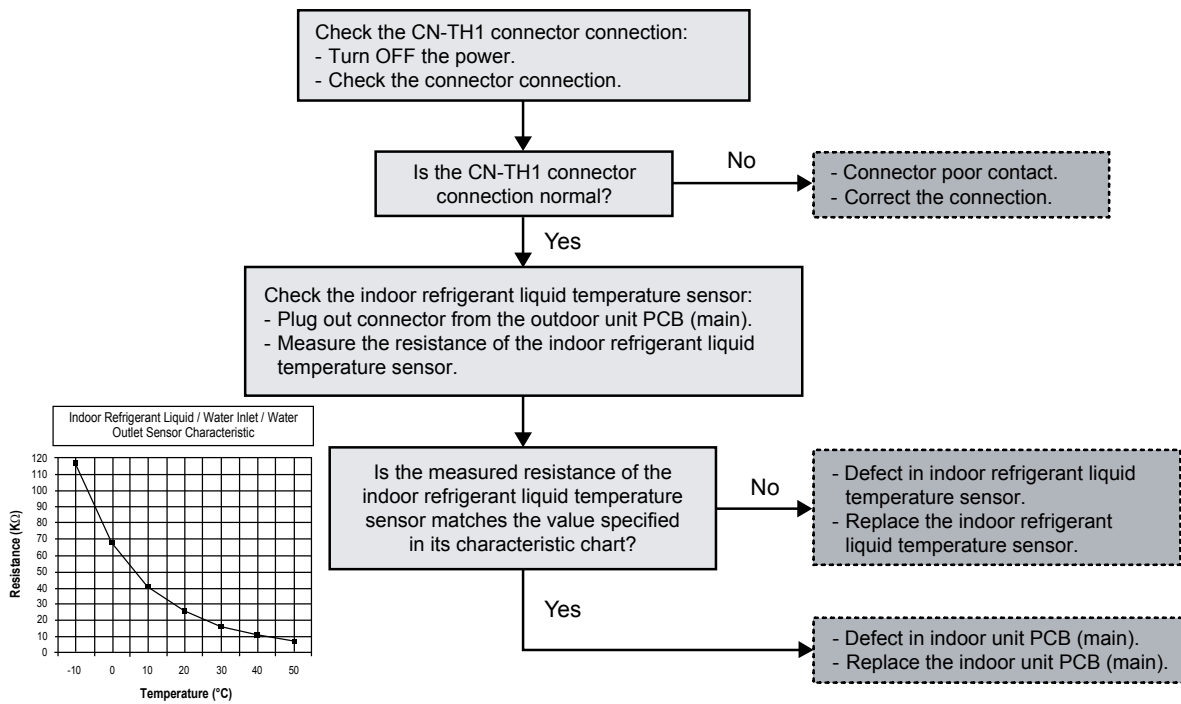 Check the CN-TH1 connector connection:
- Turn OFF the power.
- Check the connector connection.
Is the CN-TH1 connector
connection normal?
No
- Connector poor contact.
- Correct the connection.
Yes
Check the indoor refrigerant liquid temperature sensor:
- Plug out connector from the outdoor unit PCB (main).
- Measure the resistance of the indoor refrigerant liquid
temperature sensor.
Indoor Refrigerant Liquid / Water Inlet / Water
Outlet Sensor Characteristic
Resistance (KΩ)
120
110
100
90
80
70
60
50
40
30
20
10
0
-10 0 10 20 30 40 50
Temperature (°C)
Is the measured resistance of the
indoor refrigerant liquid temperature
sensor matches the value specified
in its characteristic chart?
No
- Defect in indoor refrigerant liquid
temperature sensor.
- Replace the indoor refrigerant
liquid temperature sensor.
Yes
- Defect in indoor unit PCB (main).
- Replace the indoor unit PCB (main).